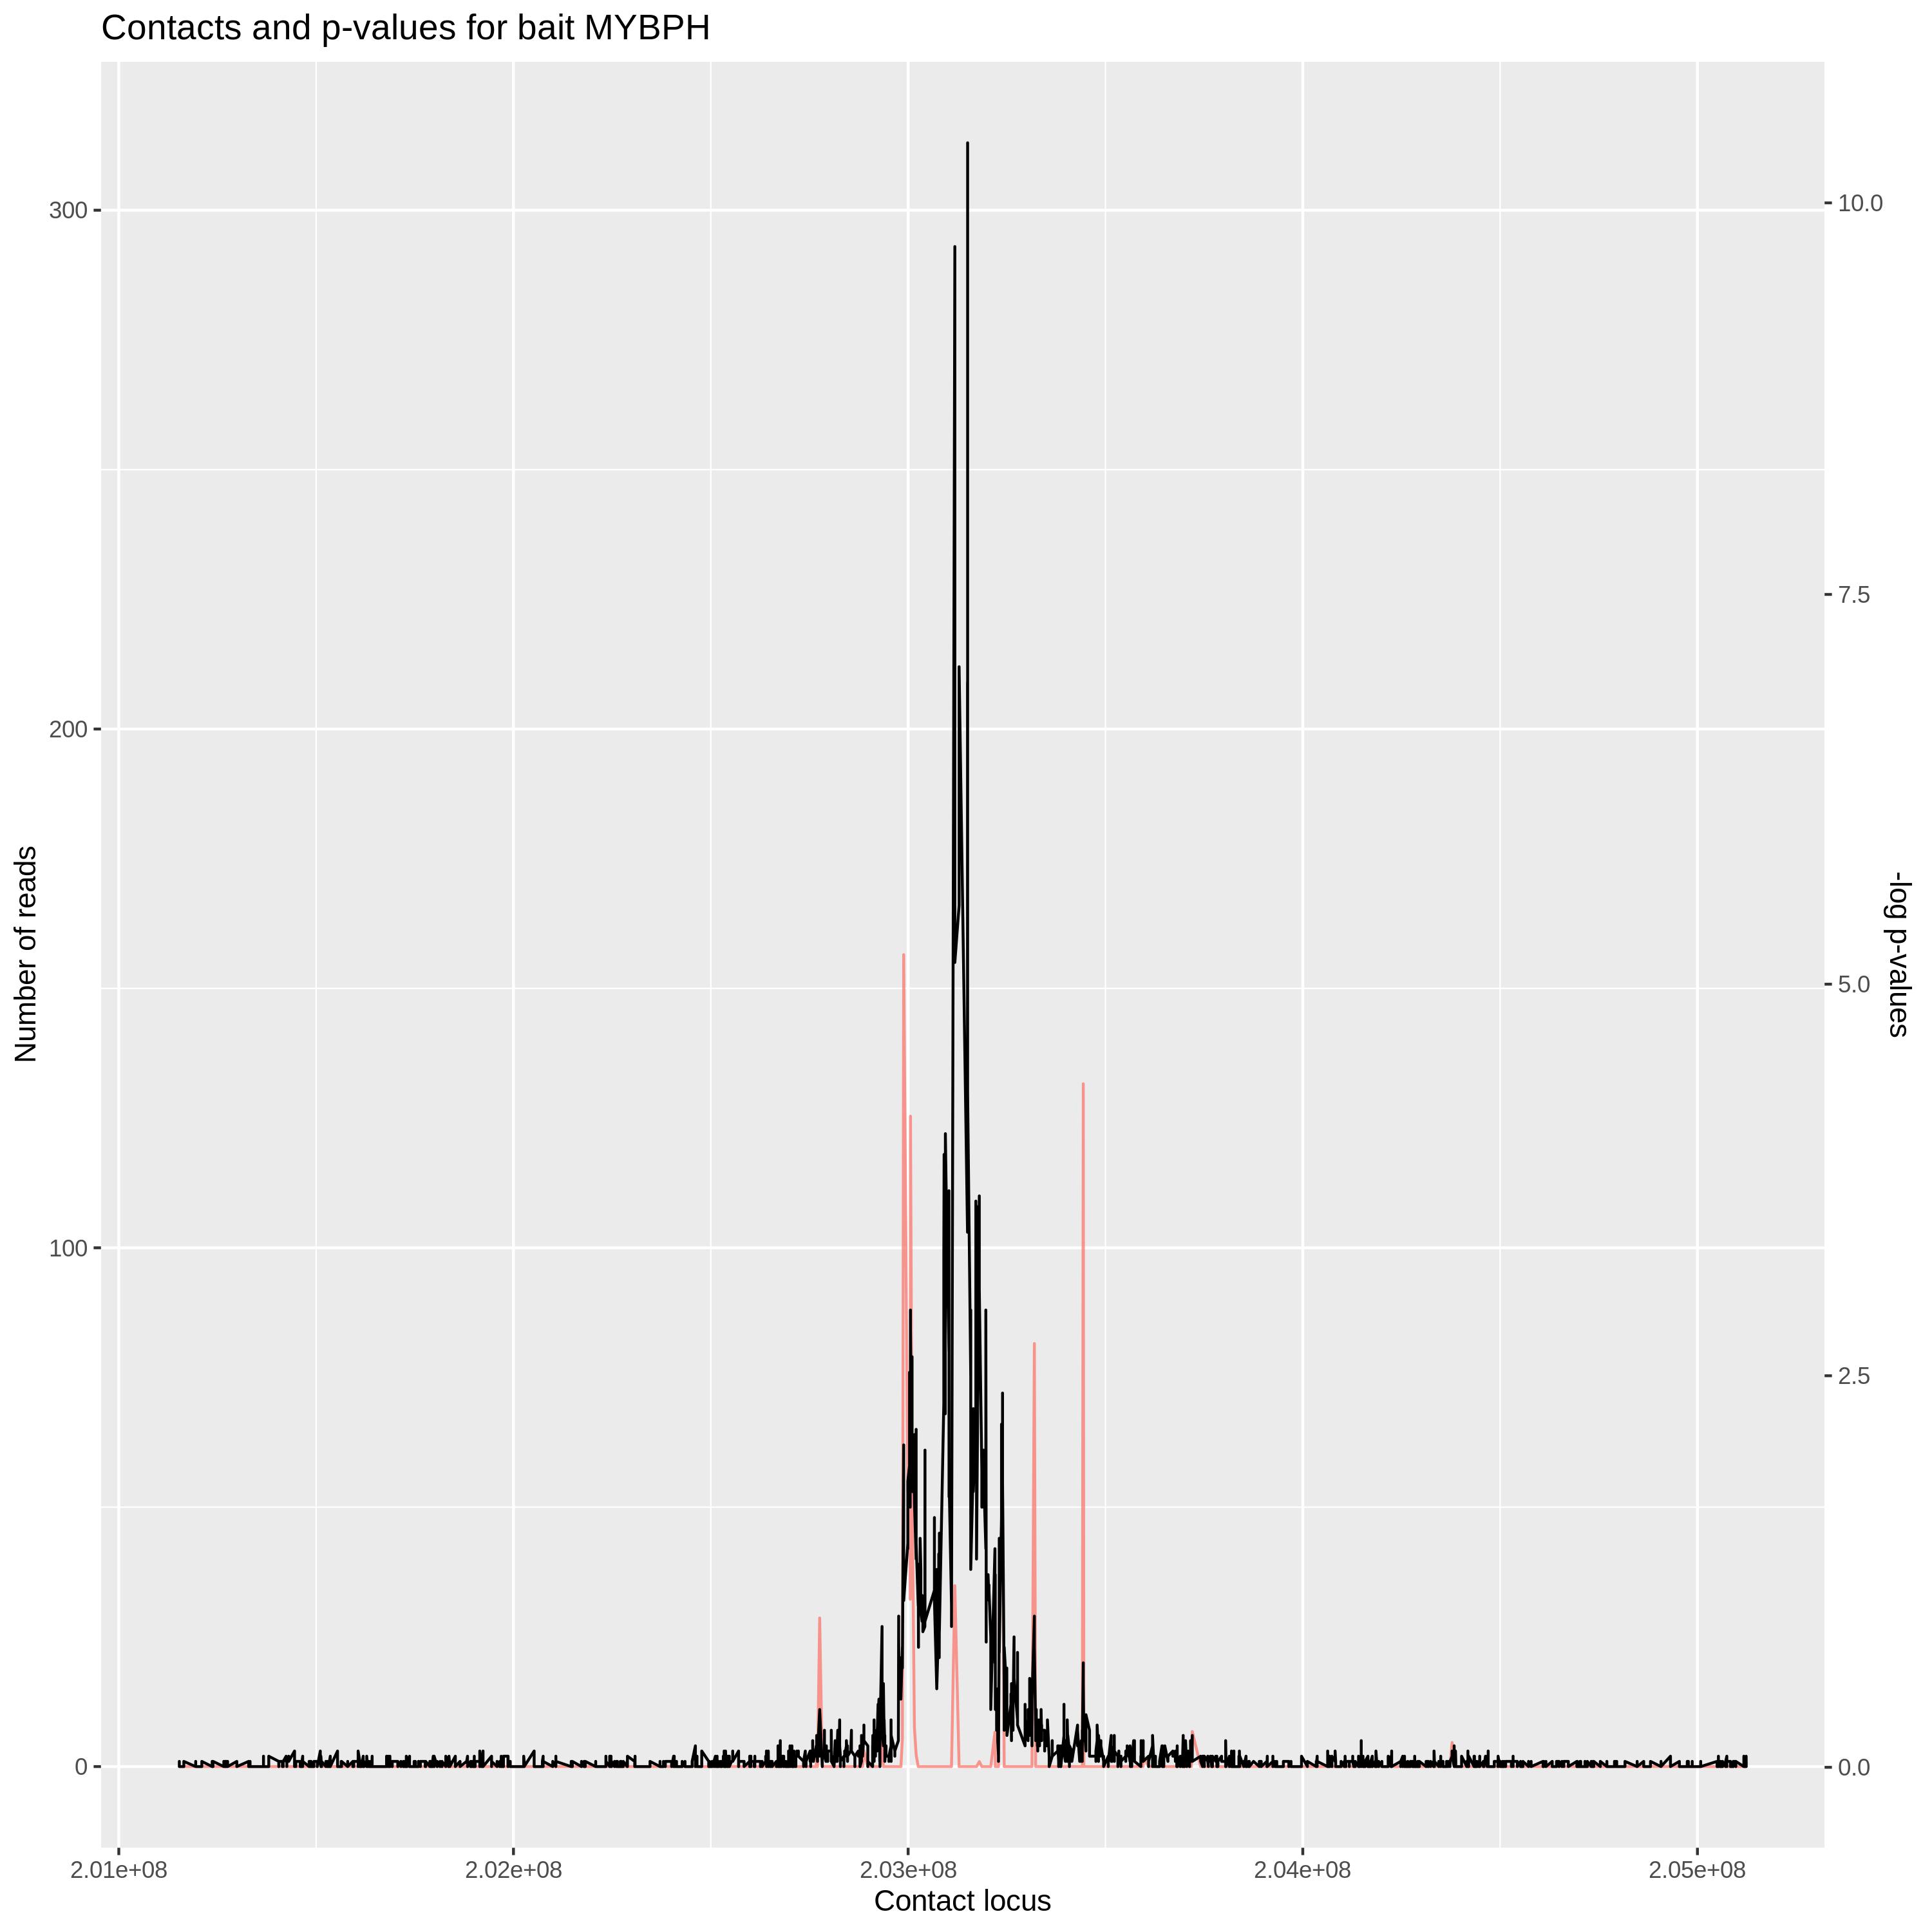 Contacts and p-values for bait MYBPH
300
200
100
0
Number of reads
10.0
7.5
5.0
2.5
0.0
-log p-values
2.01e+08
2.02e+08
2.03e+08
2.04e+08
2.05e+08
Contact locus